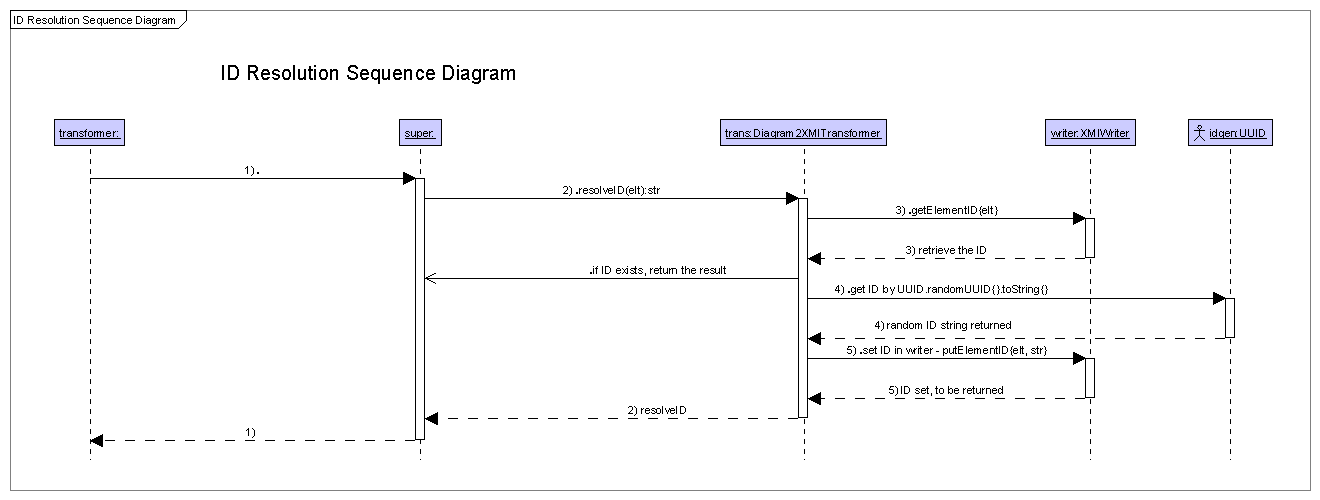 ID Resolution Sequence Diagram
ID Resolution Sequence Diagram
transformer:
super:
trans:Diagram2XMITransformer
writer:XMIWriter
idgen:UUID
1) .
2) .resolveID(elt):str
3) .getElementID{elt}
3) retrieve the ID
.if ID exists, return the result
4) .get ID by UUID.randomUUID{}.toString{}
4) random ID string returned
5) .set ID in writer - putElementID{elt, str}
5) ID set, to be returned
2) resolveID
1)